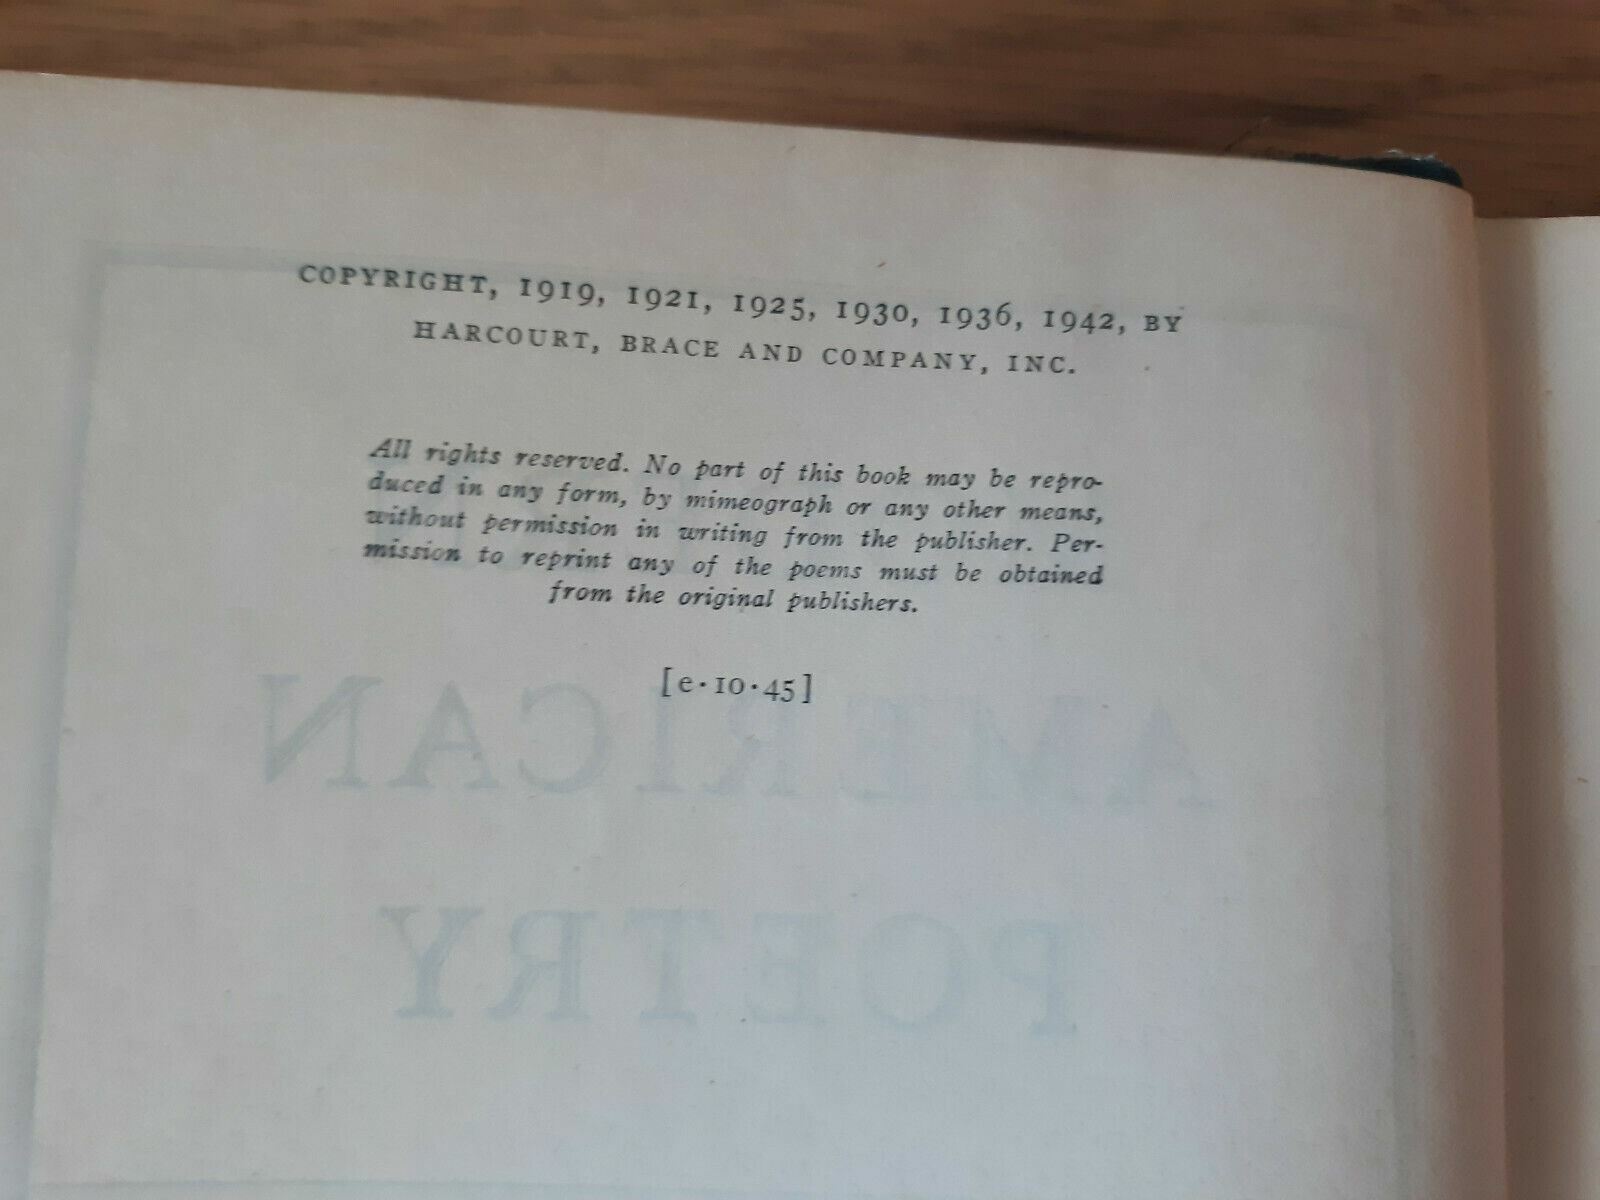 COPYRIGHT, 1919, 1921, 1925, 1930, 1936, 1942, BY
HARCOURT, BRACE AND COMPANY, INC.
All rights reserved. No part of this book may be repro-
duced in any form, by mimeograph or any other means,
without permission in writing from the publisher. Per-
mission to reprint any of the poems must be obtained
from the original publishers.
[e·10·45]
AMERICAN
POETRY